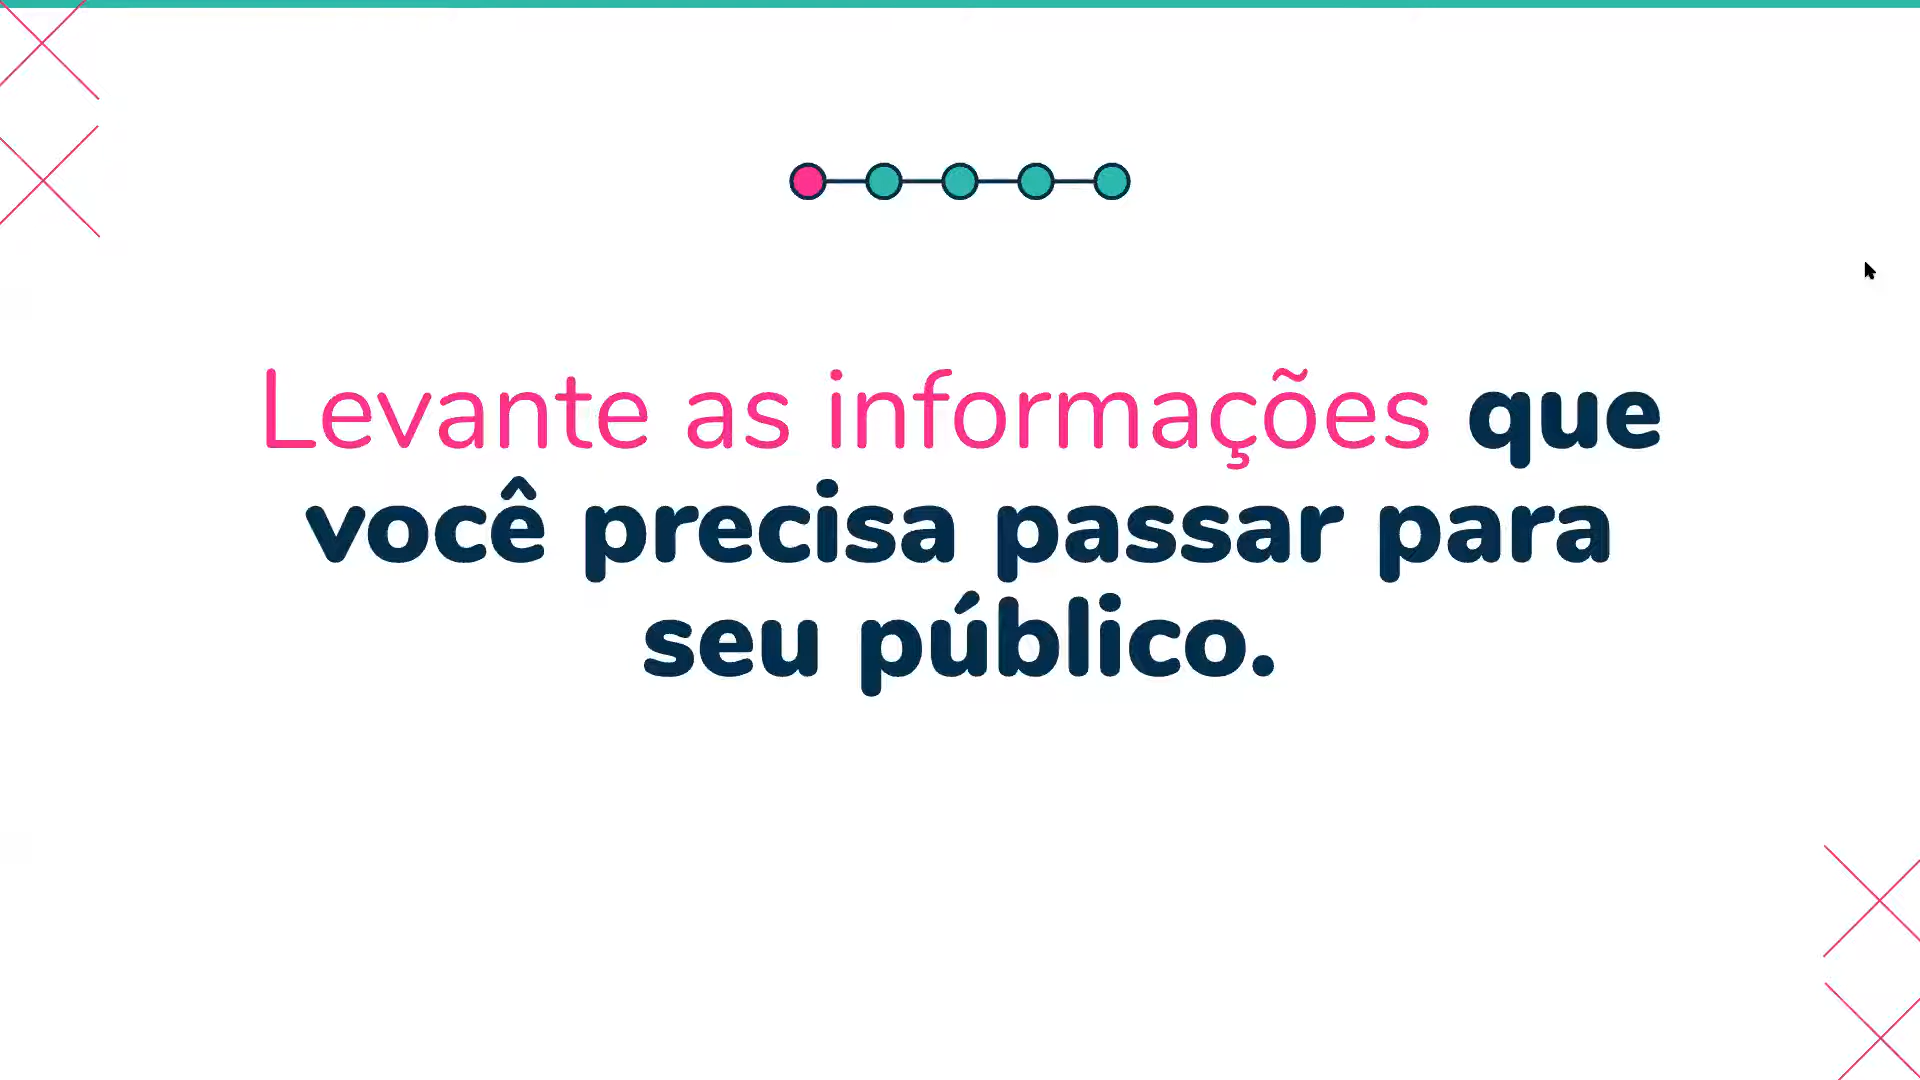 Levante as informações que
você precisa passar para
seu público.